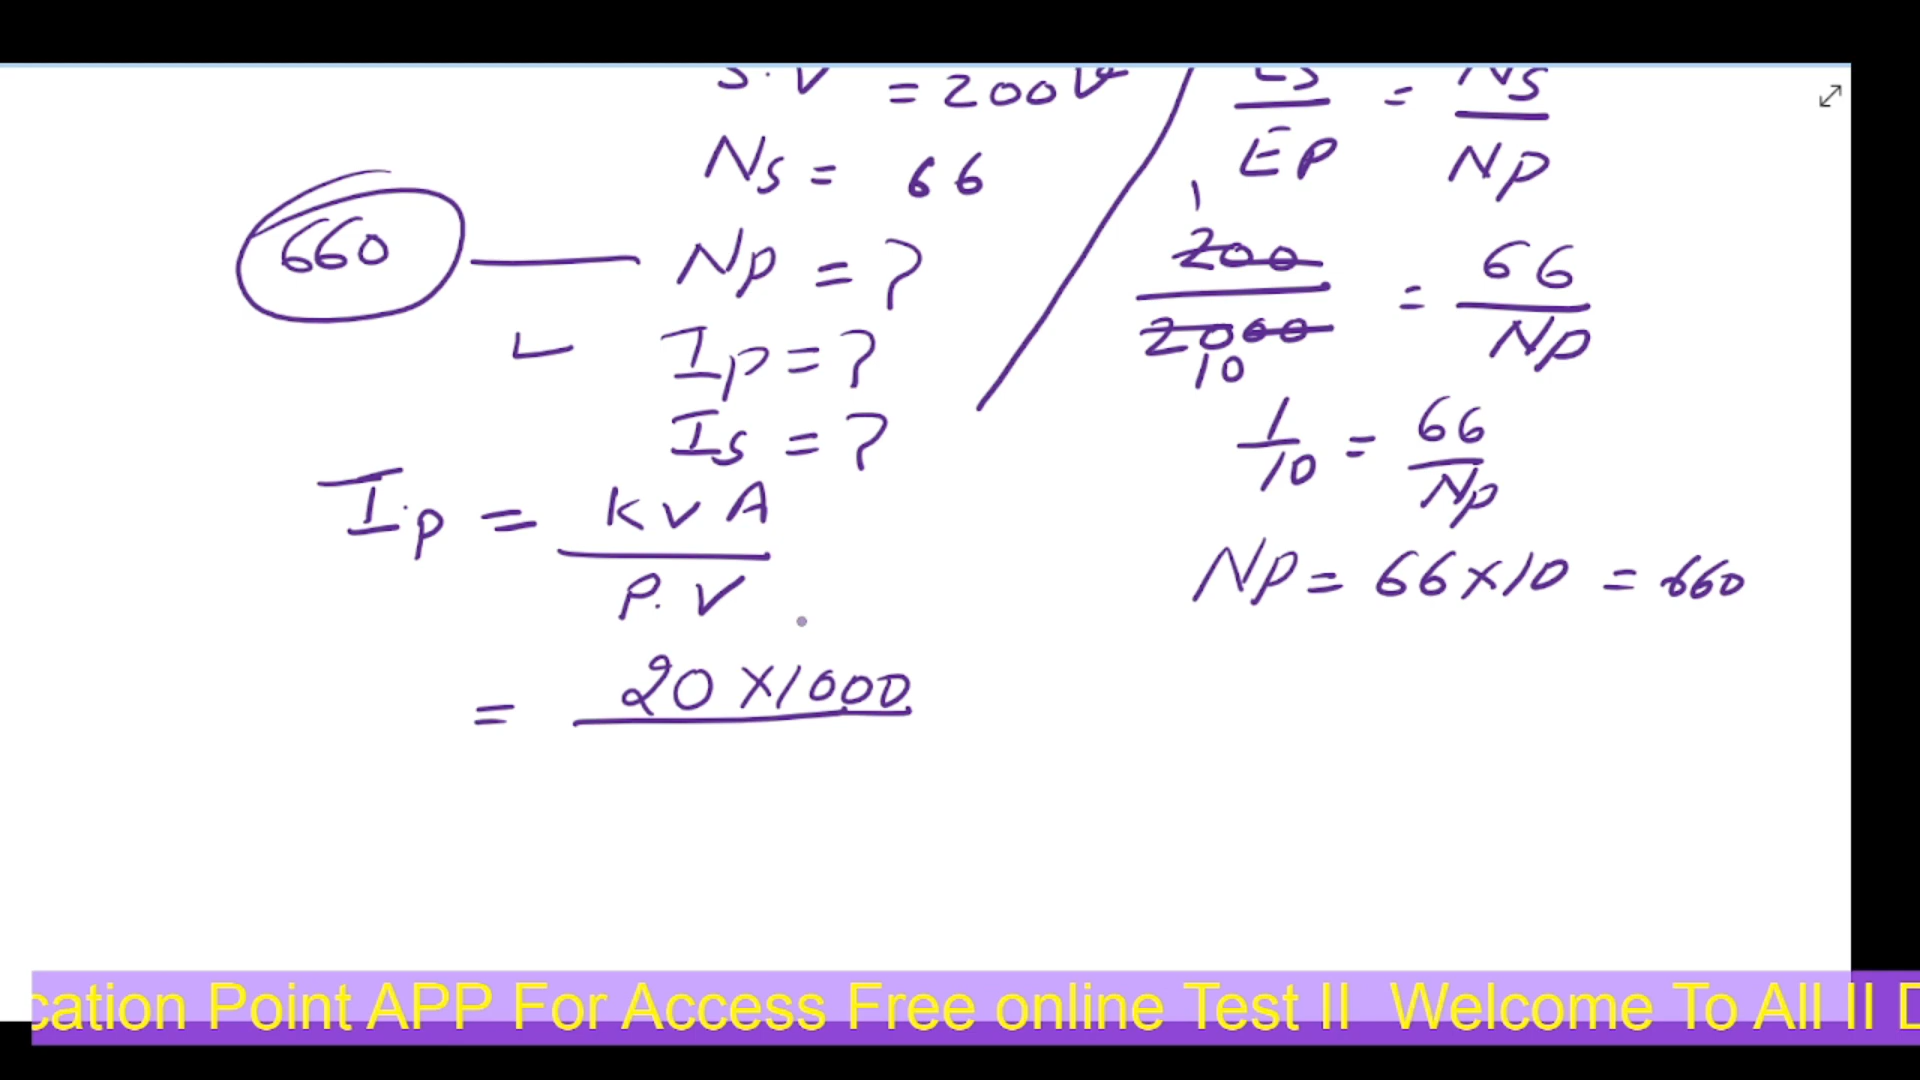 S.V = 200V
Ns = 66
660 — Np = ?
Ip = ?
Is = ?
Ip = KVA
P.V
= 20 X 1000
Es = Ns
EP NP
1
200 = 66
2000 NP
10
1 = 66
10 Np
NP = 66 x 10 = 660
cation Point APP For Access Free online Test II Welcome To All II D